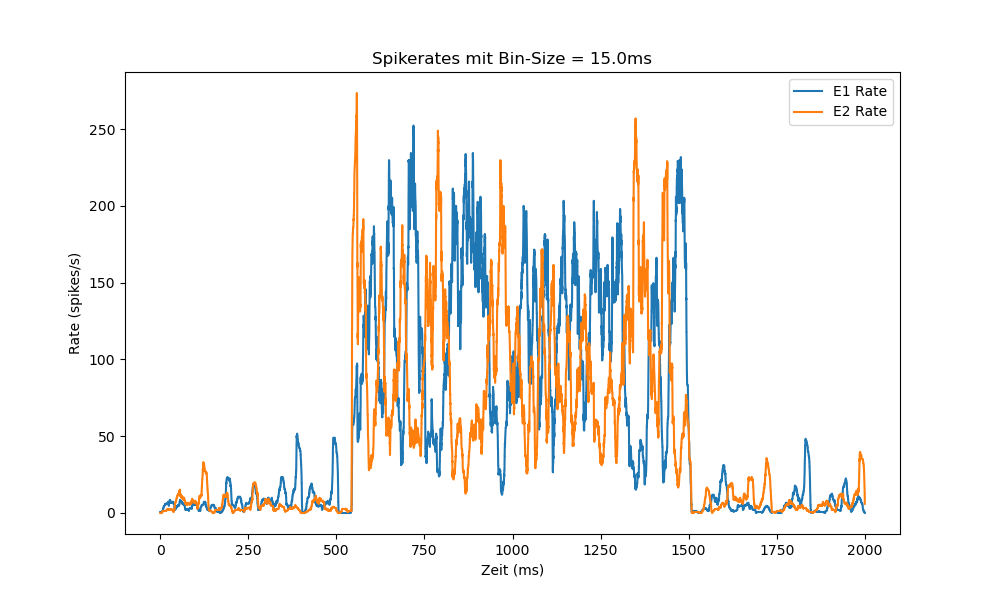 Spikerates mit Bin-Size = 15.0ms
E1 Rate
E2 Rate
Rate (spikes/s)
250
200
150
100
50
0
0 250 500 750 1000 1250 1500 1750 2000
Zeit (ms)